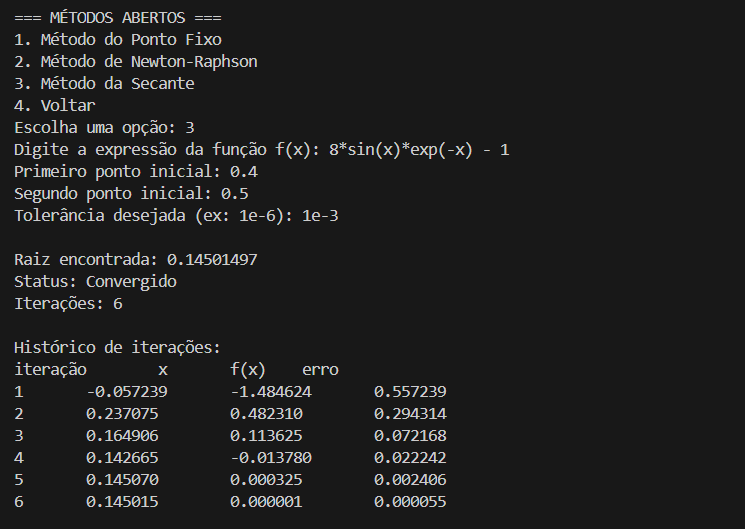 === MÉTODOS ABERTOS ===
1. Método do Ponto Fixo
2. Método de Newton-Raphson
3. Método da Secante
4. Voltar
Escolha uma opção: 3
Digite a expressão da função f(x): 8*sin(x)*exp(-x) - 1
Primeiro ponto inicial: 0.4
Segundo ponto inicial: 0.5
Tolerância desejada (ex: 1e-6): 1e-3
Raiz encontrada: 0.14501497
Status: Convergido
Iterações: 6
Histórico de iterações:
iteração x f(x) erro
1 -0.057239 -1.484624 0.557239
2 0.237075 0.482310 0.294314
3 0.164906 0.113625 0.072168
4 0.142665 -0.013780 0.022242
5 0.145070 0.000325 0.002406
6 0.145015 0.000001 0.000055